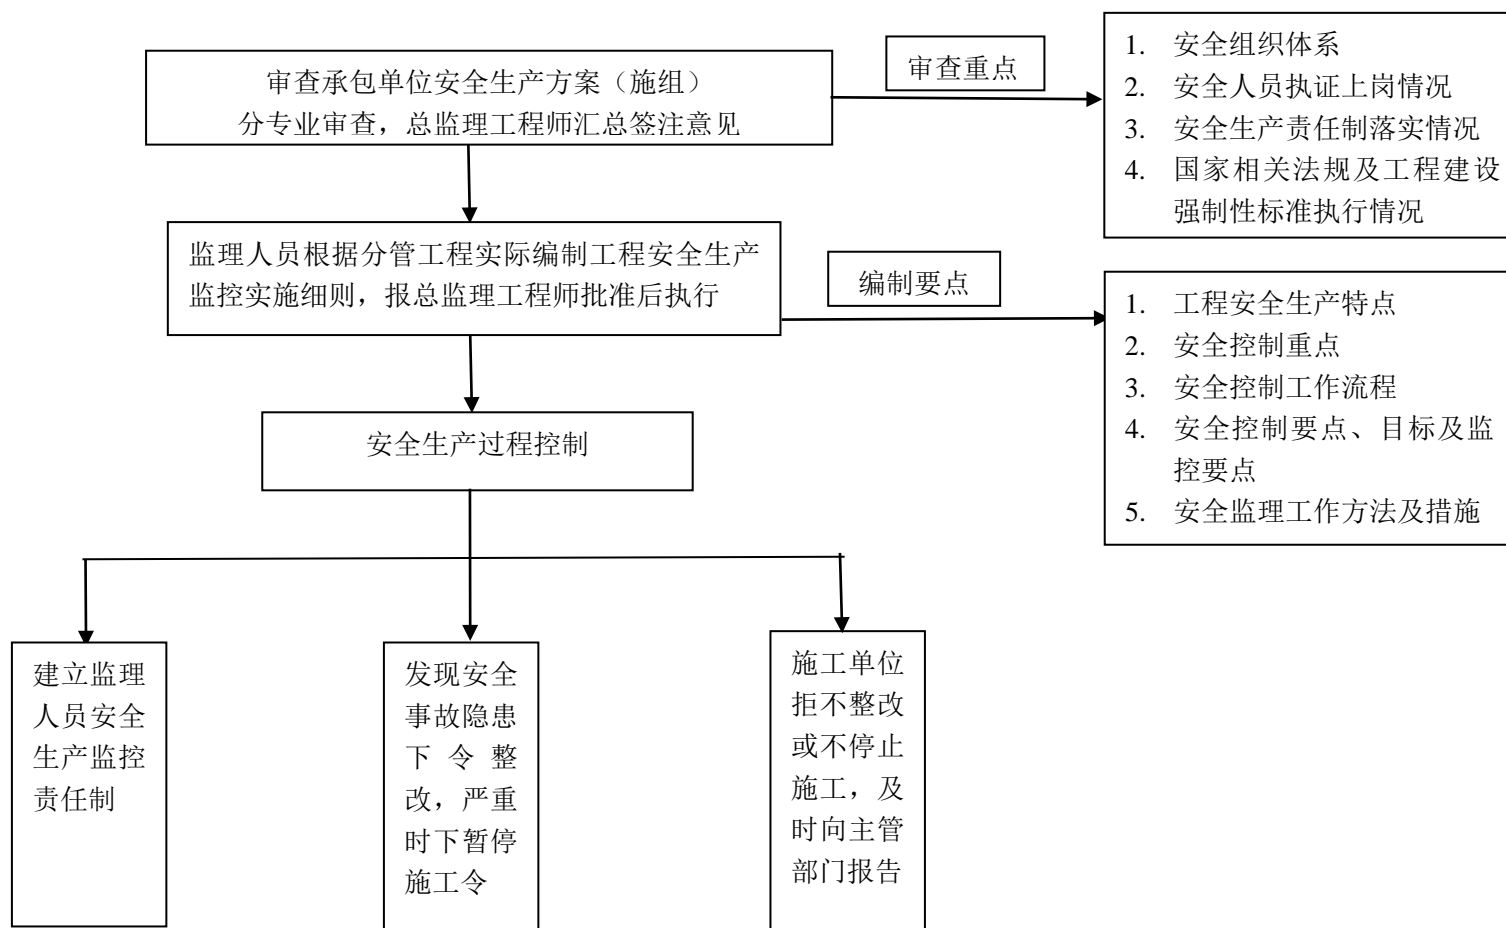 审查承包单位安全生产方案（施组）
分专业审查，总监理工程师汇总签注意见
审查重点
1. 安全组织体系
2. 安全人员执证上岗情况
3. 安全生产责任制落实情况
4. 国家相关法规及工程建设
强制性标准执行情况
监理人员根据分管工程实际编制工程安全生产
监控实施细则，报总监理工程师批准后执行
编制要点
1. 工程安全生产特点
2. 安全控制重点
3. 安全控制工作流程
4. 安全控制要点、目标及监
控要点
5. 安全监理工作方法及措施
安全生产过程控制
建立监理
人员安全
生产监控
责任制
发现安全
事故隐患
下令整
改，严重
时下暂停
施工令
施工单位
拒不整改
或不停止
施工，及
时向主管
部门报告